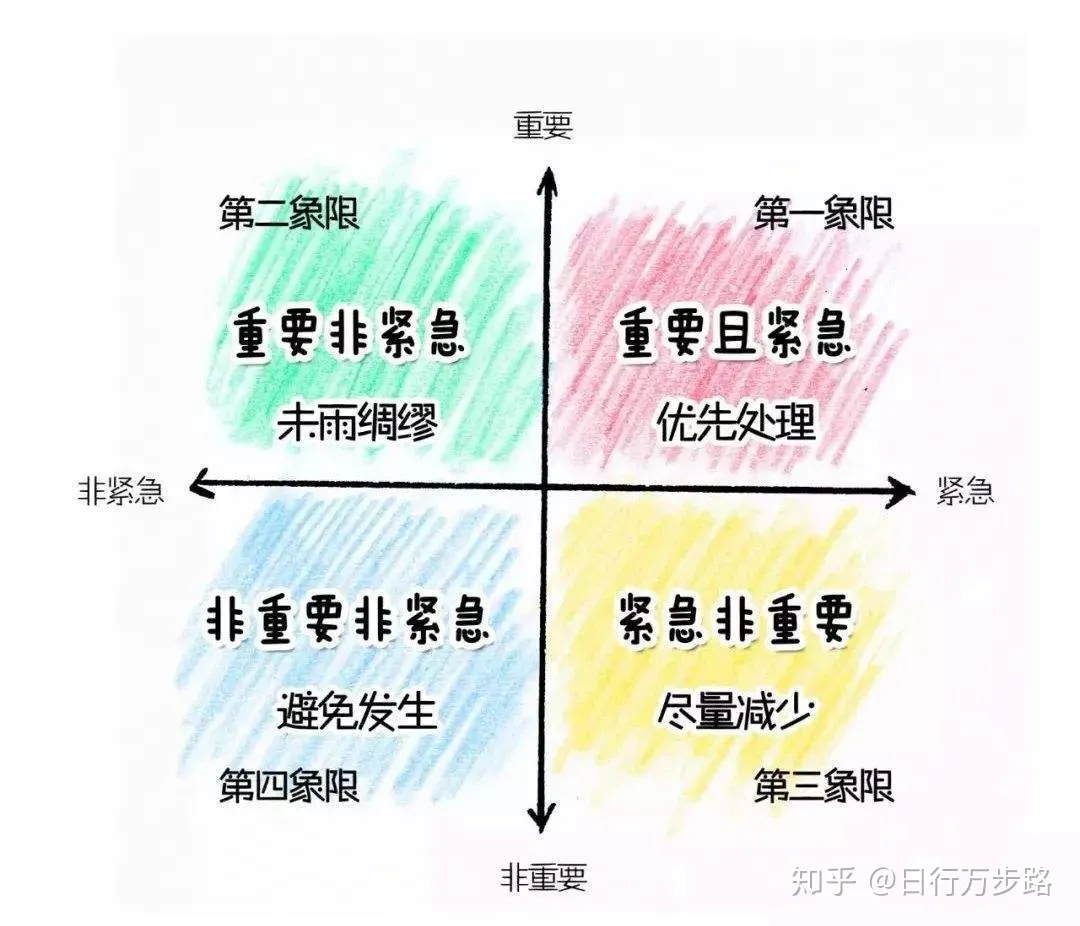 重要
第二象限
第一象限
重要非紧急
重要且紧急
未雨绸缪
优先处理
非紧急
紧急
非重要非紧急
紧急非重要
避免发生
尽量减少
第四象限
第三象限
非重要
知乎 @日行万步路